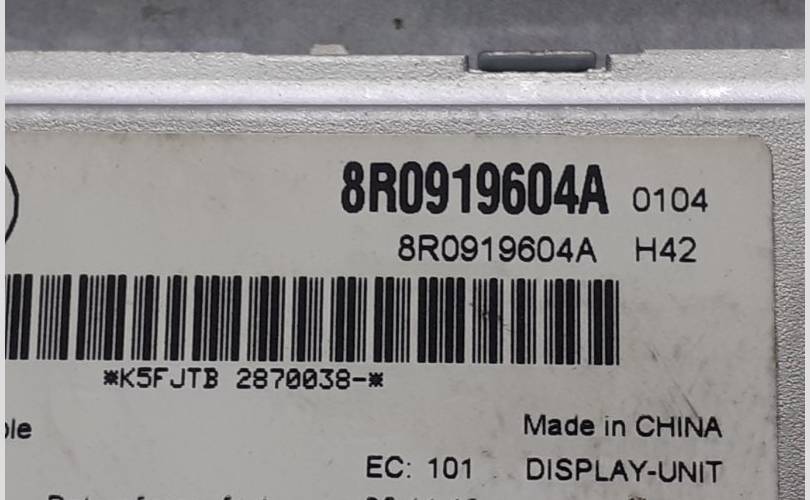 8R0919604A 0104
8R0919604A H42
*K5FJTB 2870038-*
Made in CHINA
EC: 101 DISPLAY-UNIT